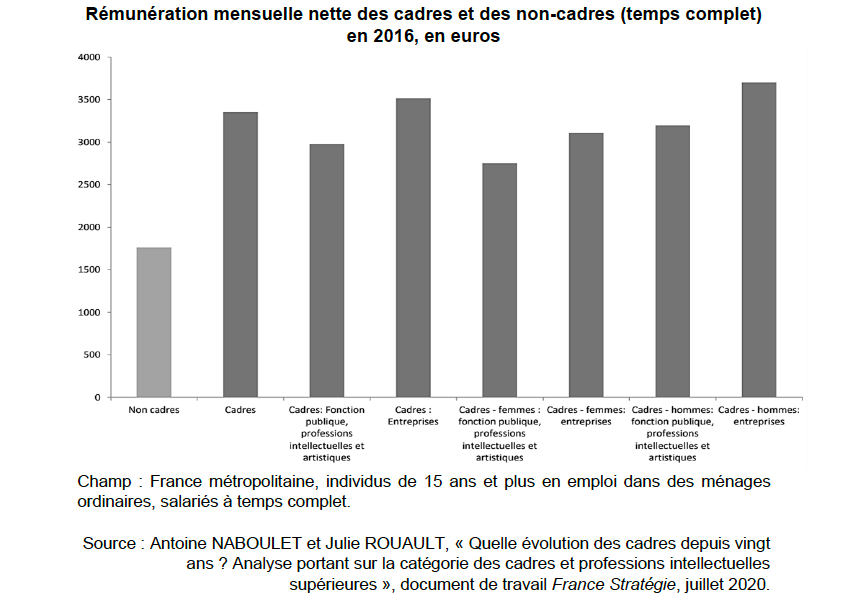 Rémunération mensuelle nette des cadres et des non-cadres (temps complet)
en 2016, en euros
4000
3500
3000
2500
2000
1500
1000
500
0
Non cadres
Cadres
Cadres: Fonction
publique,
professions
intellectuelles et
artistiques
Cadres :
Entreprises
Cadres - femmes :
fonction publique,
professions
intellectuelles et
artistiques
Cadres - femmes:
entreprises
Cadres - hommes:
fonction publique,
professions
intellectuelles et
artistiques
Cadres - hommes:
entreprises
Champ : France métropolitaine, individus de 15 ans et plus en emploi dans des ménages
ordinaires, salariés à temps complet.
Source : Antoine NABOULET et Julie ROUAULT, « Quelle évolution des cadres depuis vingt
ans ? Analyse portant sur la catégorie des cadres et professions intellectuelles
supérieures », document de travail France Stratégie, juillet 2020.